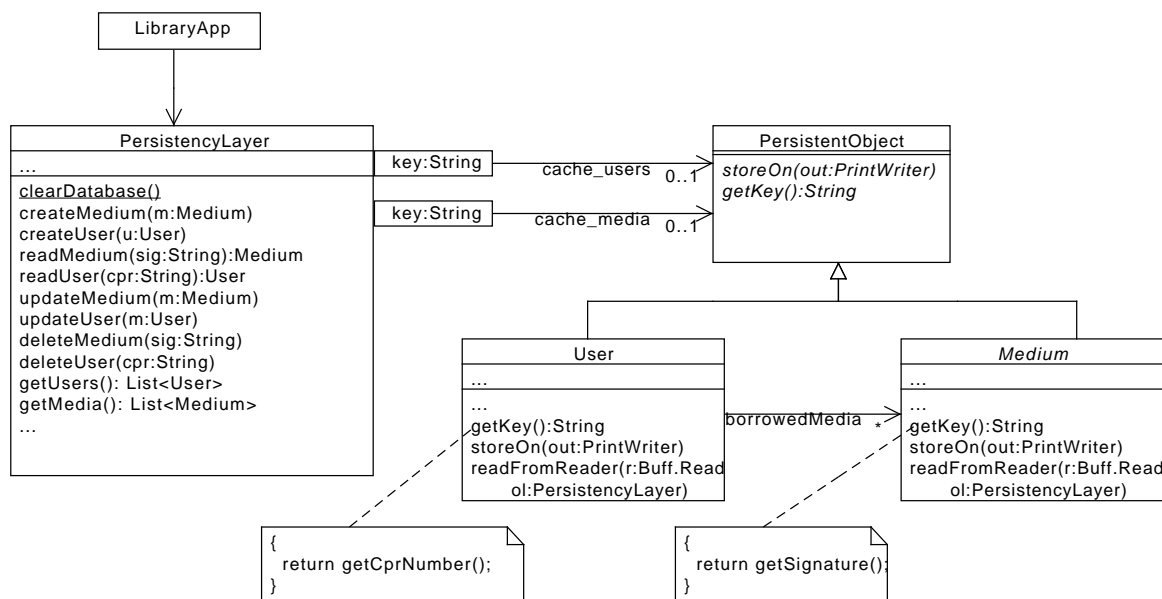 LibraryApp
PersistencyLayer
...
clearDatabase()
createMedium(m:Medium)
createUser(u:User)
readMedium(sig:String):Medium
readUser(cpr:String):User
updateMedium(m:Medium)
updateUser(m:User)
deleteMedium(sig:String)
deleteUser(cpr:String)
getUsers(): List<User>
getMedia(): List<Medium>
...
key:String
cache_users
0..1
key:String
cache_media
0..1
PersistentObject
storeOn(out:PrintWriter)
getKey():String
User
...
...
getKey():String
storeOn(out:PrintWriter)
readFromReader(r:Buff.Read
ol:PersistencyLayer)
borrowedMedia
*
Medium
...
...
getKey():String
storeOn(out:PrintWriter)
readFromReader(r:Buff.Read
ol:PersistencyLayer)
{
return getCprNumber();
}
{
return getSignature();
}